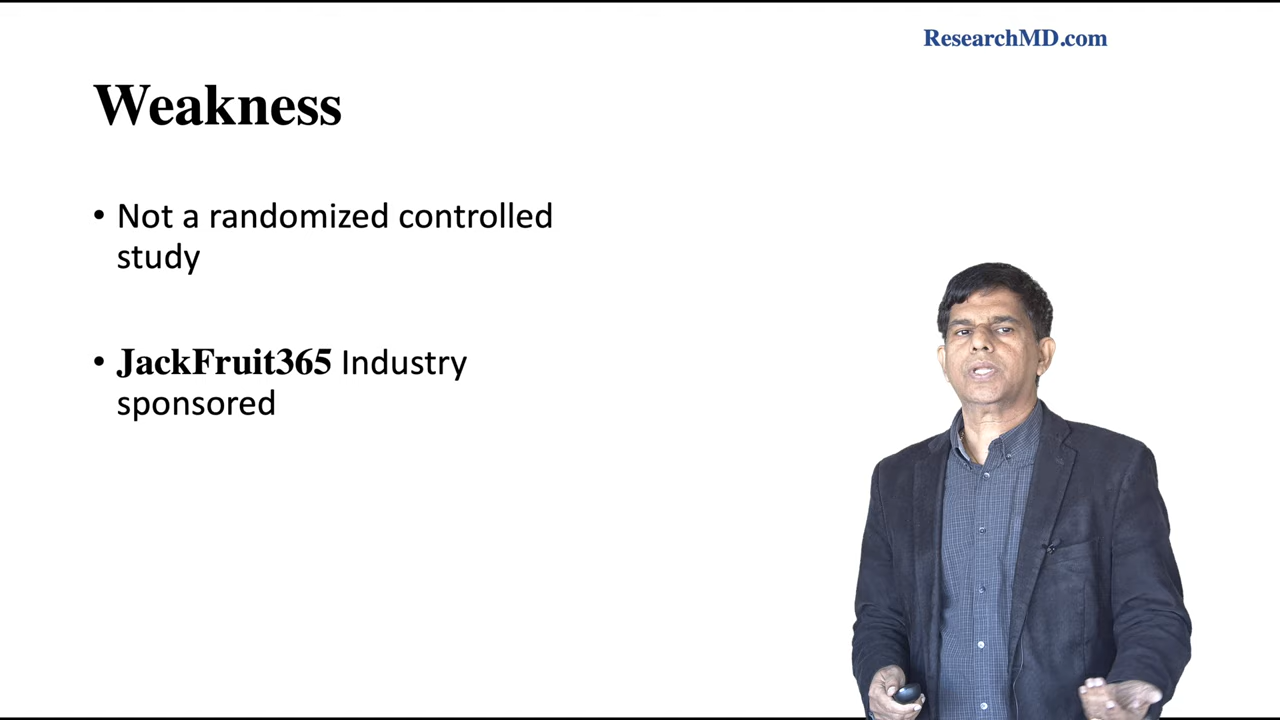 ResearchMD.com
Weakness
• Not a randomized controlled
study
• JackFruit365 Industry
sponsored